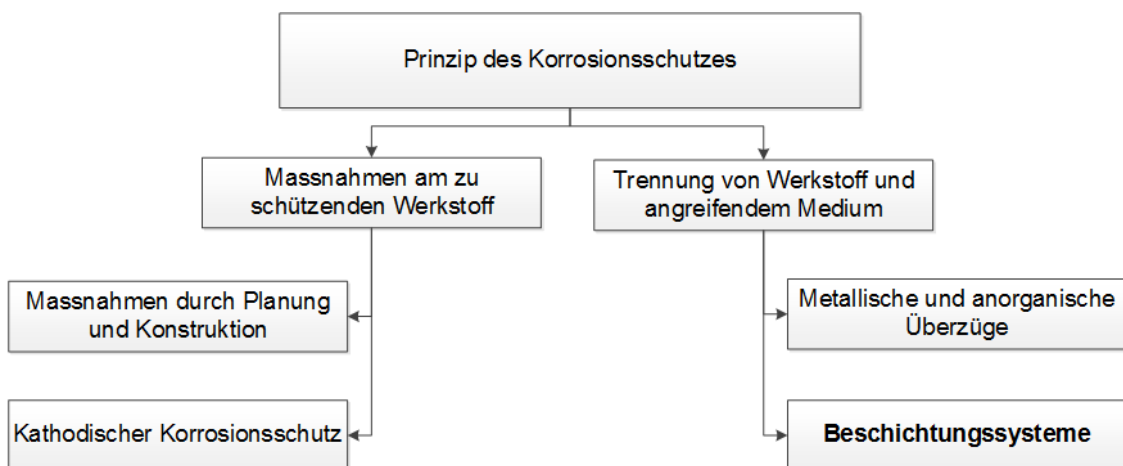 Prinzip des Korrosionsschutzes
Massnahmen am zu
schützenden Werkstoff
Trennung von Werkstoff und
angreifendem Medium
Massnahmen durch Planung
und Konstruktion
Metallische und anorganische
Überzüge
Kathodischer Korrosionsschutz
Beschichtungssysteme